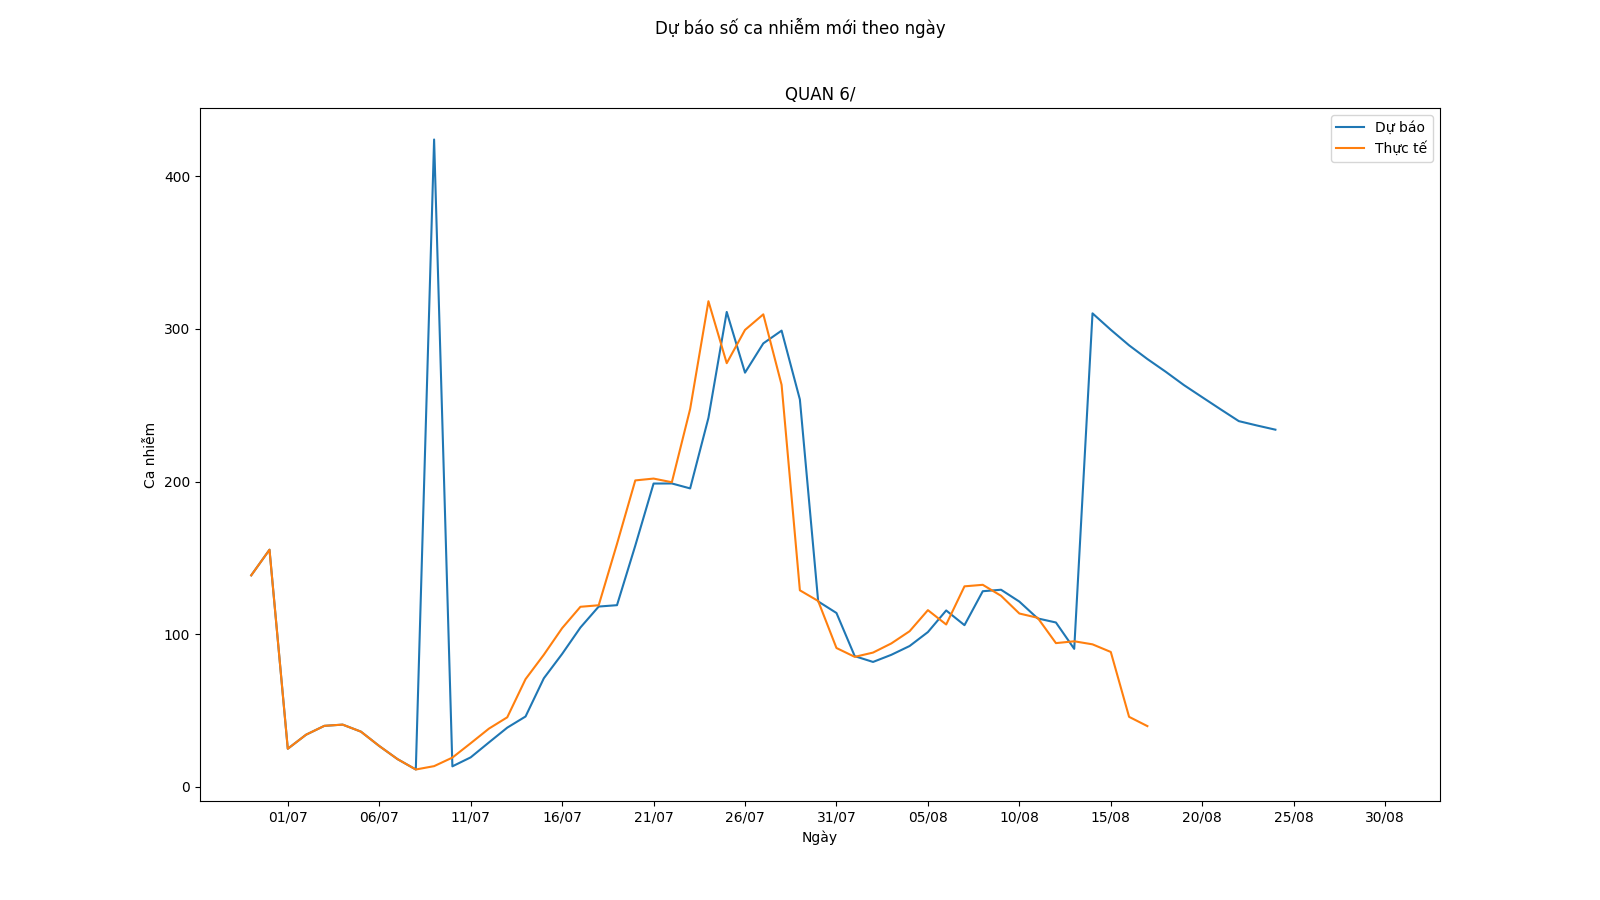 Dự báo số ca nhiễm mới theo ngày
QUAN 6/
Dự báo
Thực tế
400
300
200
100
0
Ca nhiễm
01/07 06/07 11/07 16/07 21/07 26/07 31/07 05/08 10/08 15/08 20/08 25/08 30/08
Ngày